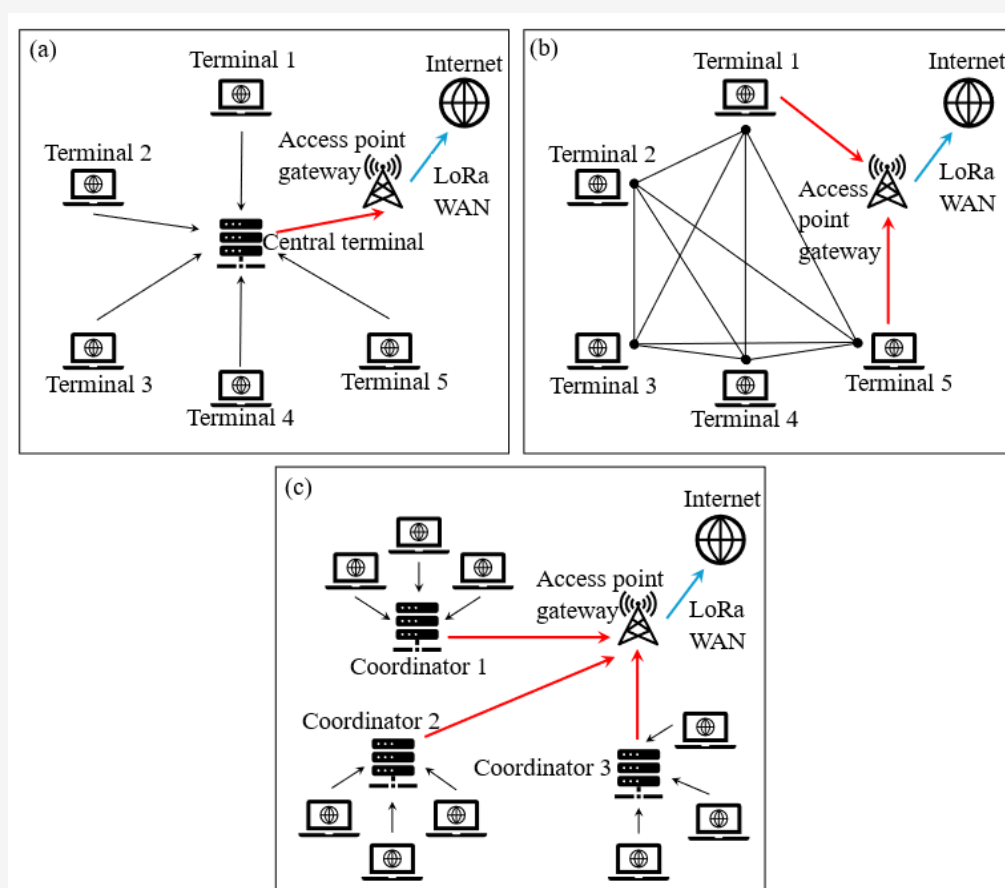 (a)
Terminal 1
Internet
Terminal 2
Access point
gateway
LoRa
WAN
Central terminal
Terminal 3
Terminal 4
Terminal 5
(b)
Terminal 1
Internet
Terminal 2
Access
point
gateway
LoRa
WAN
Terminal 3
Terminal 4
Terminal 5
(c)
Internet
Access point
gateway
LoRa
WAN
Coordinator 1
Coordinator 2
Coordinator 3